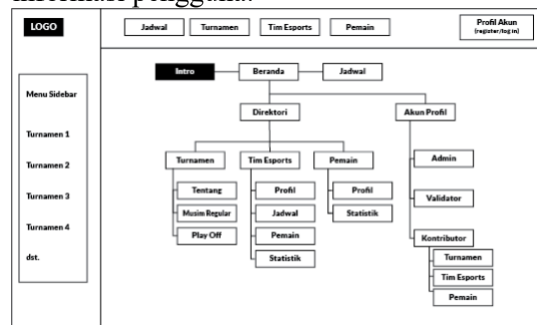 informasi pengguna.
LOGO
Jadwal
Turnamen
Tim Esports
Pemain
Profil Akun
(register/log in)
Menu Sidebar
Turnamen 1
Turnamen 2
Turnamen 3
Turnamen 4
dst.
Intro
Beranda
Jadwal
Direktori
Akun Profil
Turnamen
Tim Esports
Pemain
Tentang
Musim Regular
Play Off
Profil
Jadwal
Pemain
Statistik
Profil
Statistik
Admin
Validator
Kontributor
Turnamen
Tim Esports
Pemain